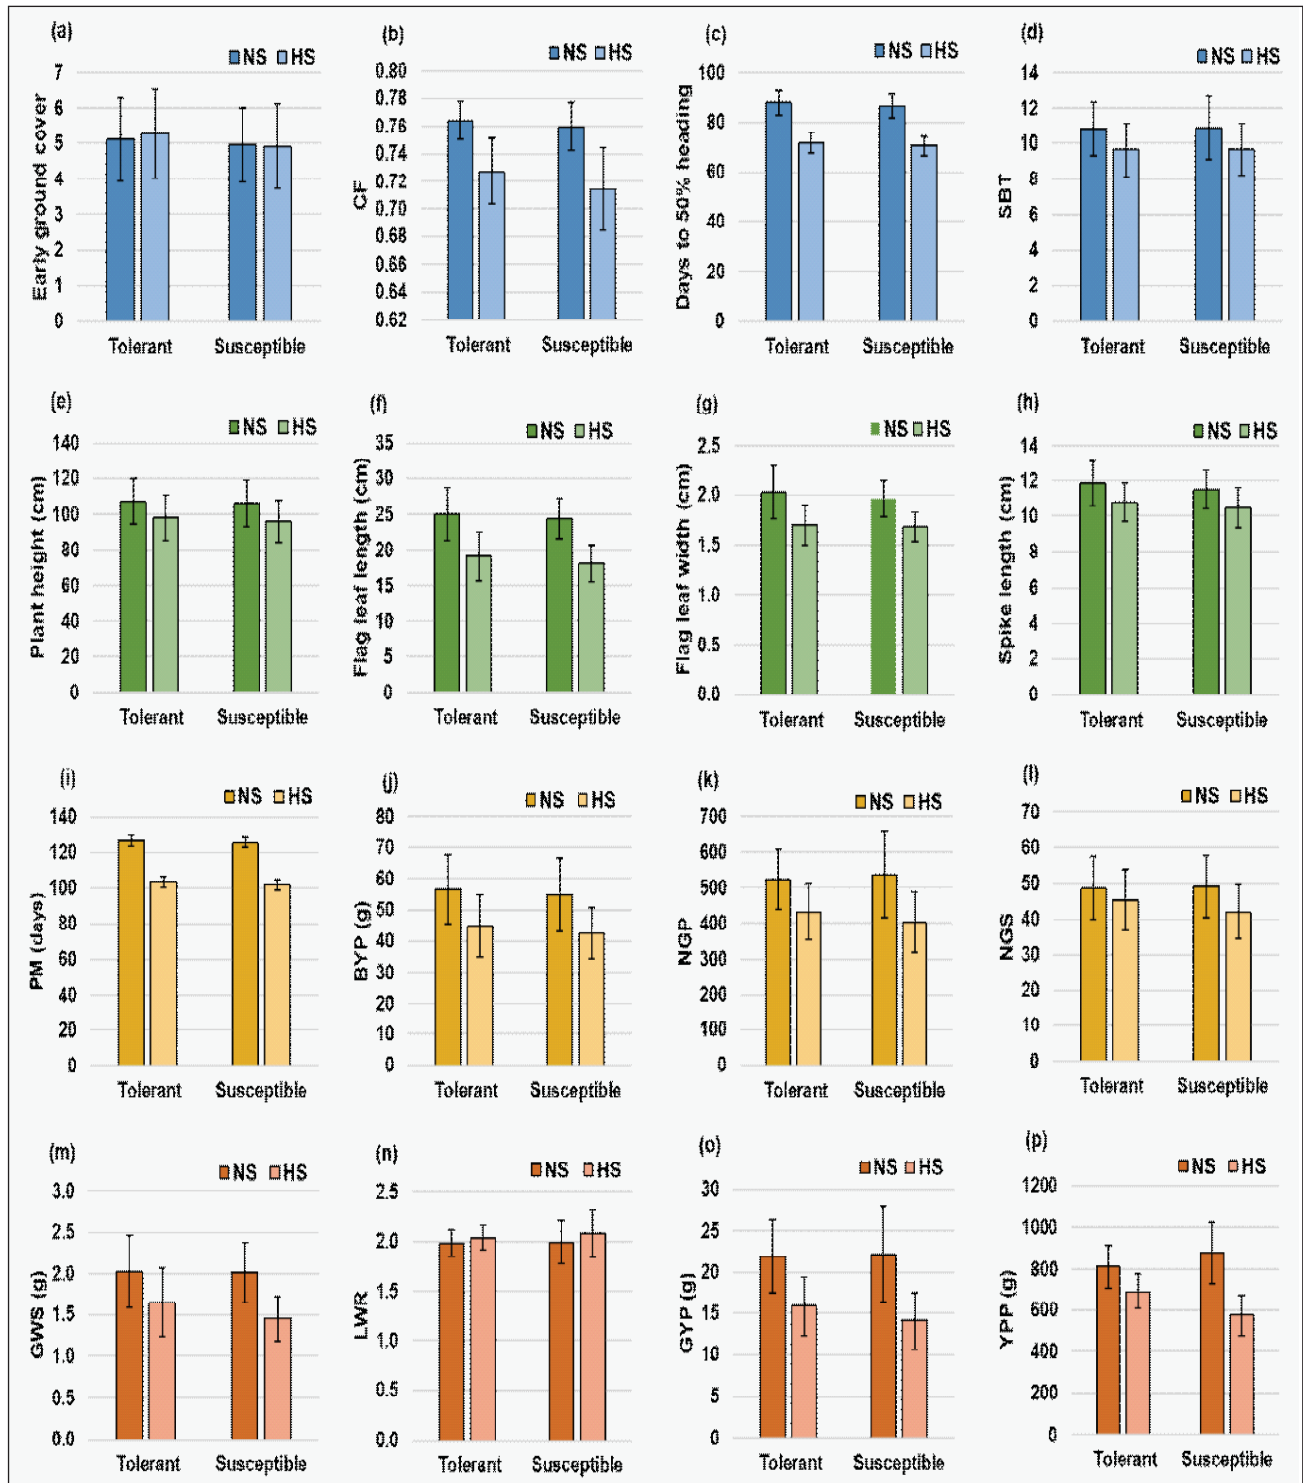 (a)
NS HS
Early ground cover
7
6
5
4
3
2
1
0
Tolerant Susceptible
(b)
NS HS
CF
0.80
0.78
0.76
0.74
0.72
0.70
0.68
0.66
0.64
0.62
Tolerant Susceptible
(c)
NS HS
Days to 50% heading
100
80
60
40
20
0
Tolerant Susceptible
(d)
NS HS
SBT
14
12
10
8
6
4
2
0
Tolerant Susceptible
(e)
NS HS
Plant height (cm)
140
120
100
80
60
40
20
0
Tolerant Susceptible
(f)
NS HS
Flag leaf length (cm)
35
30
25
20
15
10
5
0
Tolerant Susceptible
(g)
NS HS
Flag leaf width (cm)
2.5
2.0
1.5
1.0
0.5
0.0
Tolerant Susceptible
(h)
NS HS
Spike length (cm)
14
12
10
8
6
4
2
0
Tolerant Susceptible
(i)
NS HS
PM (days)
140
120
100
80
60
40
20
0
Tolerant Susceptible
(j)
NS HS
BYP (g)
80
70
60
50
40
30
20
10
0
Tolerant Susceptible
(k)
NS HS
NGP
700
600
500
400
300
200
100
0
Tolerant Susceptible
(l)
NS HS
NGS
70
60
50
40
30
20
10
0
Tolerant Susceptible
(m)
NS HS
GWS (g)
3.0
2.5
2.0
1.5
1.0
0.5
0.0
Tolerant Susceptible
(n)
NS HS
LWR
2.5
2.0
1.5
1.0
0.5
0.0
Tolerant Susceptible
(o)
NS HS
GYP (g)
30
25
20
15
10
5
0
Tolerant Susceptible
(p)
NS HS
YPP (g)
1200
1000
800
600
400
200
0
Tolerant Susceptible